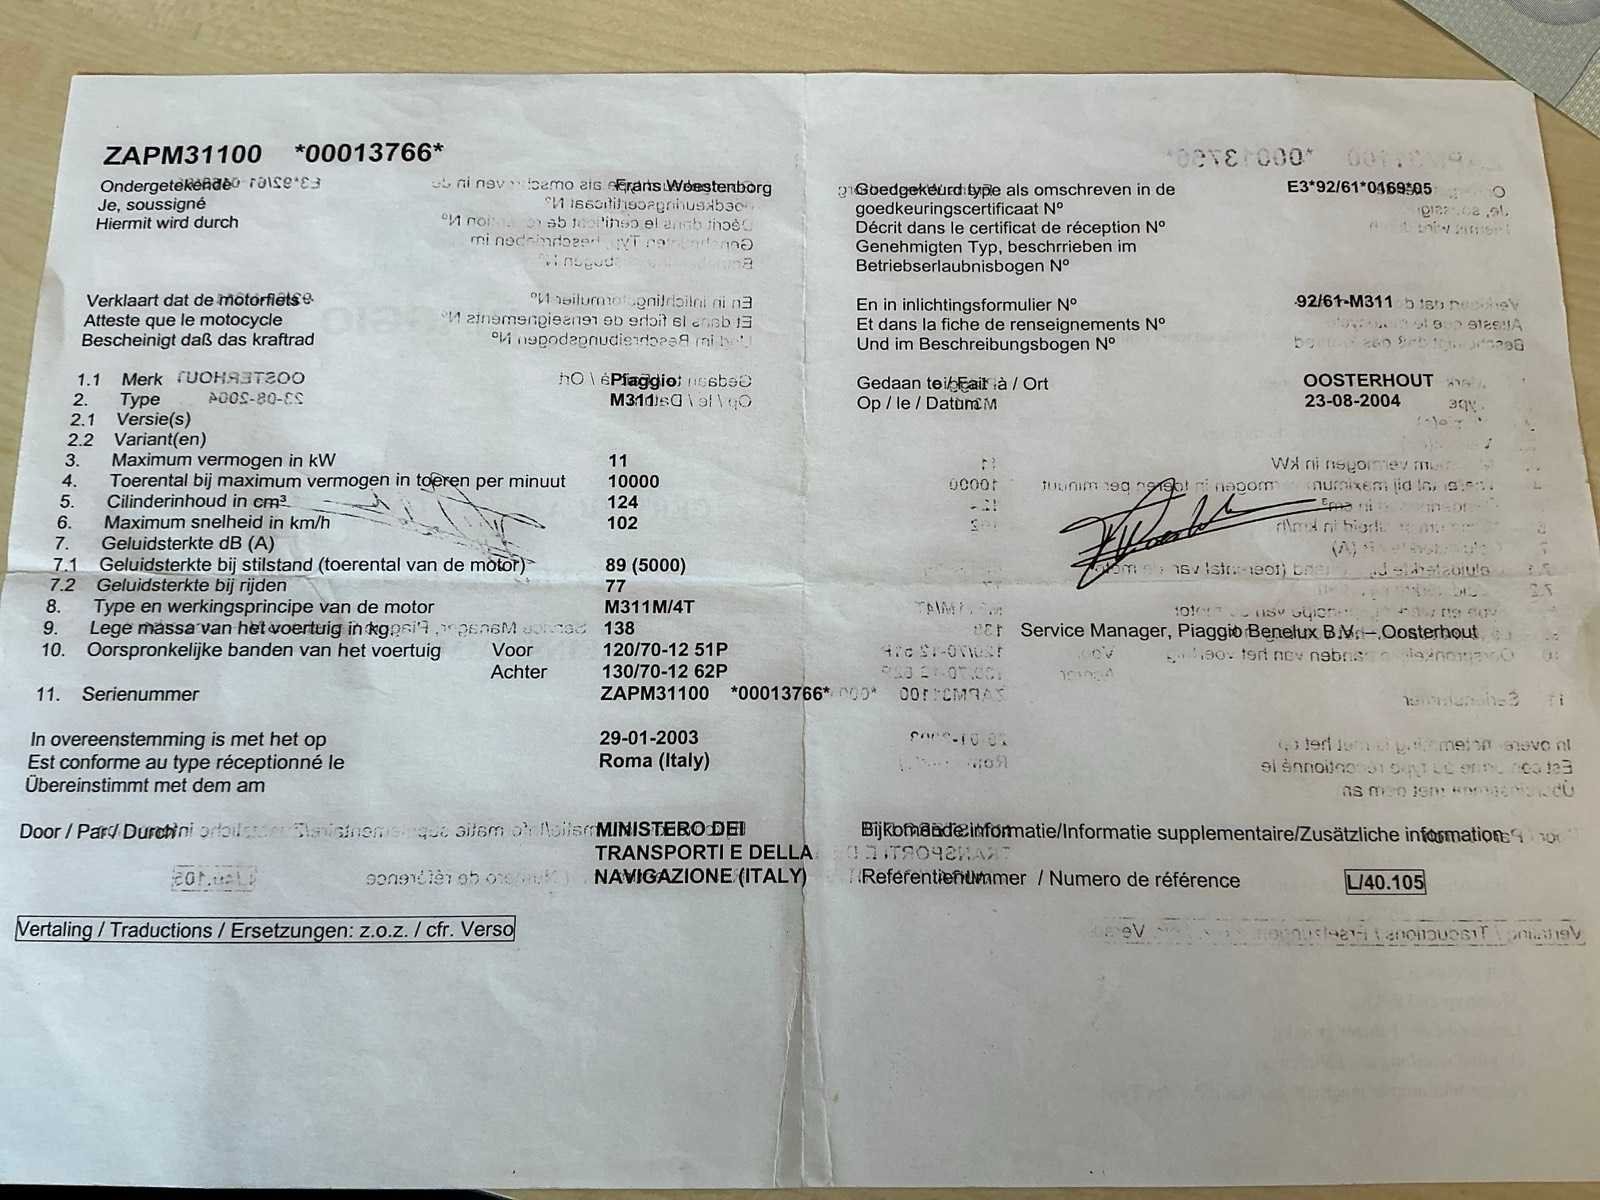 ZAPM31100 *00013766*
Ondergetekende Frans Woestenborg
Je, soussigné
Hiermit wird durch
Verklaart dat de motorfiets
Atteste que le motocycle
Bescheinigt daß das kraftrad
1.1 Merk Piaggio
2. Type M311
2.1 Versie(s)
2.2 Variant(en)
3. Maximum vermogen in kW 11
4. Toerental bij maximum vermogen in toeren per minuut 10000
5. Cilinderinhoud in cm³ 124
6. Maximum snelheid in km/h 102
7. Geluidsterkte dB (A)
7.1 Geluidsterkte bij stilstand (toerental van de motor) 89 (5000)
7.2 Geluidsterkte bij rijden 77
8. Type en werkingsprincipe van de motor M311M/4T
9. Lege massa van het voertuig in kg. 138
10. Oorspronkelijke banden van het voertuig Voor 120/70-12 51P
Achter 130/70-12 62P
11. Serienummer ZAPM31100 *00013766*
In overeenstemming is met het op 29-01-2003
Est conforme au type réceptionné le Roma (Italy)
Übereinstimmt met dem am
Door / Par / Durch MINISTERO DEI
TRANSPORTI E DELLA
NAVIGAZIONE (ITALY)
Vertaling / Traductions / Ersetzungen: z.o.z. / cfr. Verso
Goedgekeurd type als omschreven in de E3*92/61*0169*05
goedkeuringscertificaat Nº
Décrit dans le certificat de réception Nº
Genehmigten Typ, beschrrieben im
Betriebserlaubnisbogen Nº
En in inlichtingsformulier Nº 92/61-M311
Et dans la fiche de renseignements Nº
Und im Beschreibungsbogen Nº
Gedaan te / Fait à / Ort OOSTERHOUT
Op / le / Datum 23-08-2004
Service Manager, Piaggio Benelux B.V. – Oosterhout
Bijkomende informatie/Informatie supplementaire/Zusätzliche information
Referentienummer / Numero de référence L/40.105